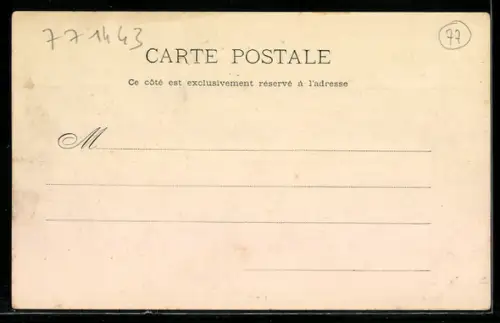 771443
77
CARTE POSTALE
Ce côté est exclusivement réservé à l'adresse
M